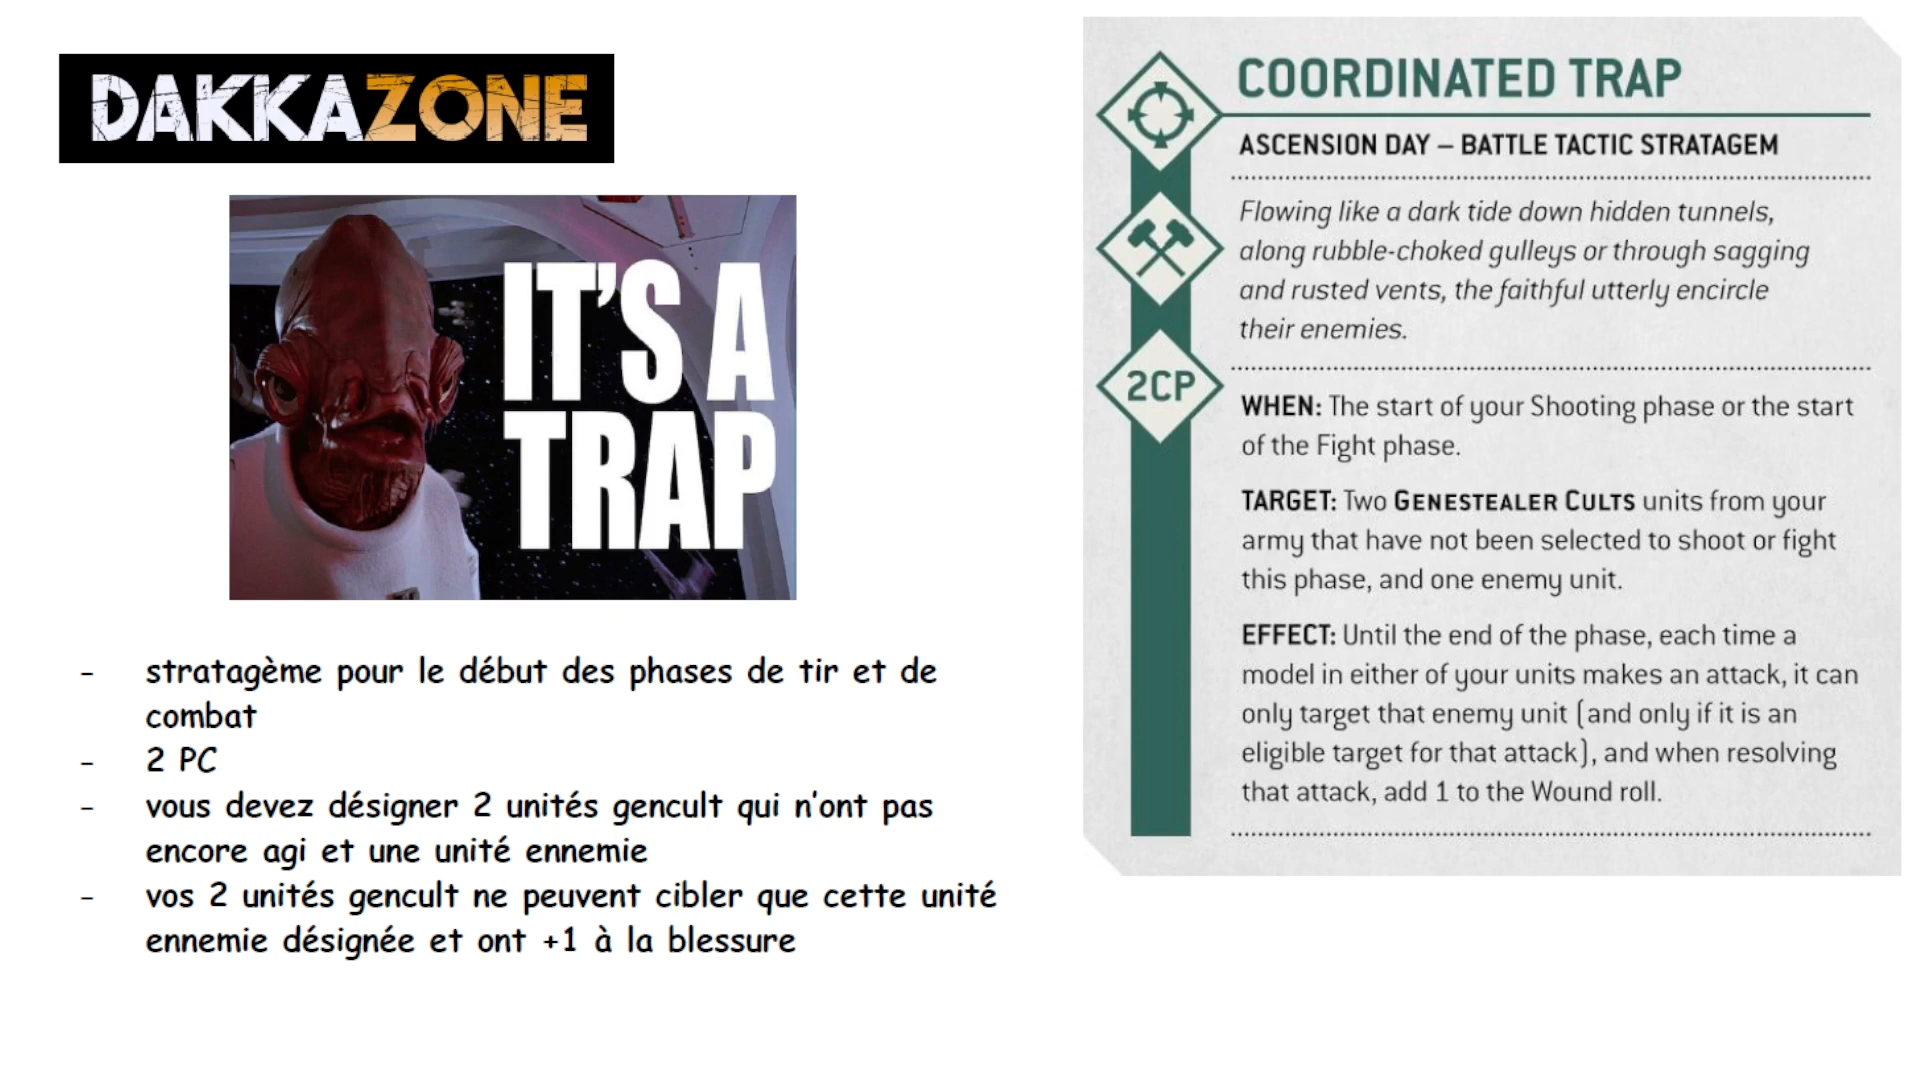 DAKKAZONE
IT'S A
TRAP
- stratagème pour le début des phases de tir et de
combat
- 2 PC
- vous devez désigner 2 unités gencult qui n'ont pas
encore agi et une unité ennemie
- vos 2 unités gencult ne peuvent cibler que cette unité
ennemie désignée et ont +1 à la blessure
COORDINATED TRAP
ASCENSION DAY – BATTLE TACTIC STRATAGEM
Flowing like a dark tide down hidden tunnels,
along rubble-choked gulleys or through sagging
and rusted vents, the faithful utterly encircle
their enemies.
2CP
WHEN: The start of your Shooting phase or the start
of the Fight phase.
TARGET: Two GENESTEALER CULTS units from your
army that have not been selected to shoot or fight
this phase, and one enemy unit.
EFFECT: Until the end of the phase, each time a
model in either of your units makes an attack, it can
only target that enemy unit (and only if it is an
eligible target for that attack), and when resolving
that attack, add 1 to the Wound roll.